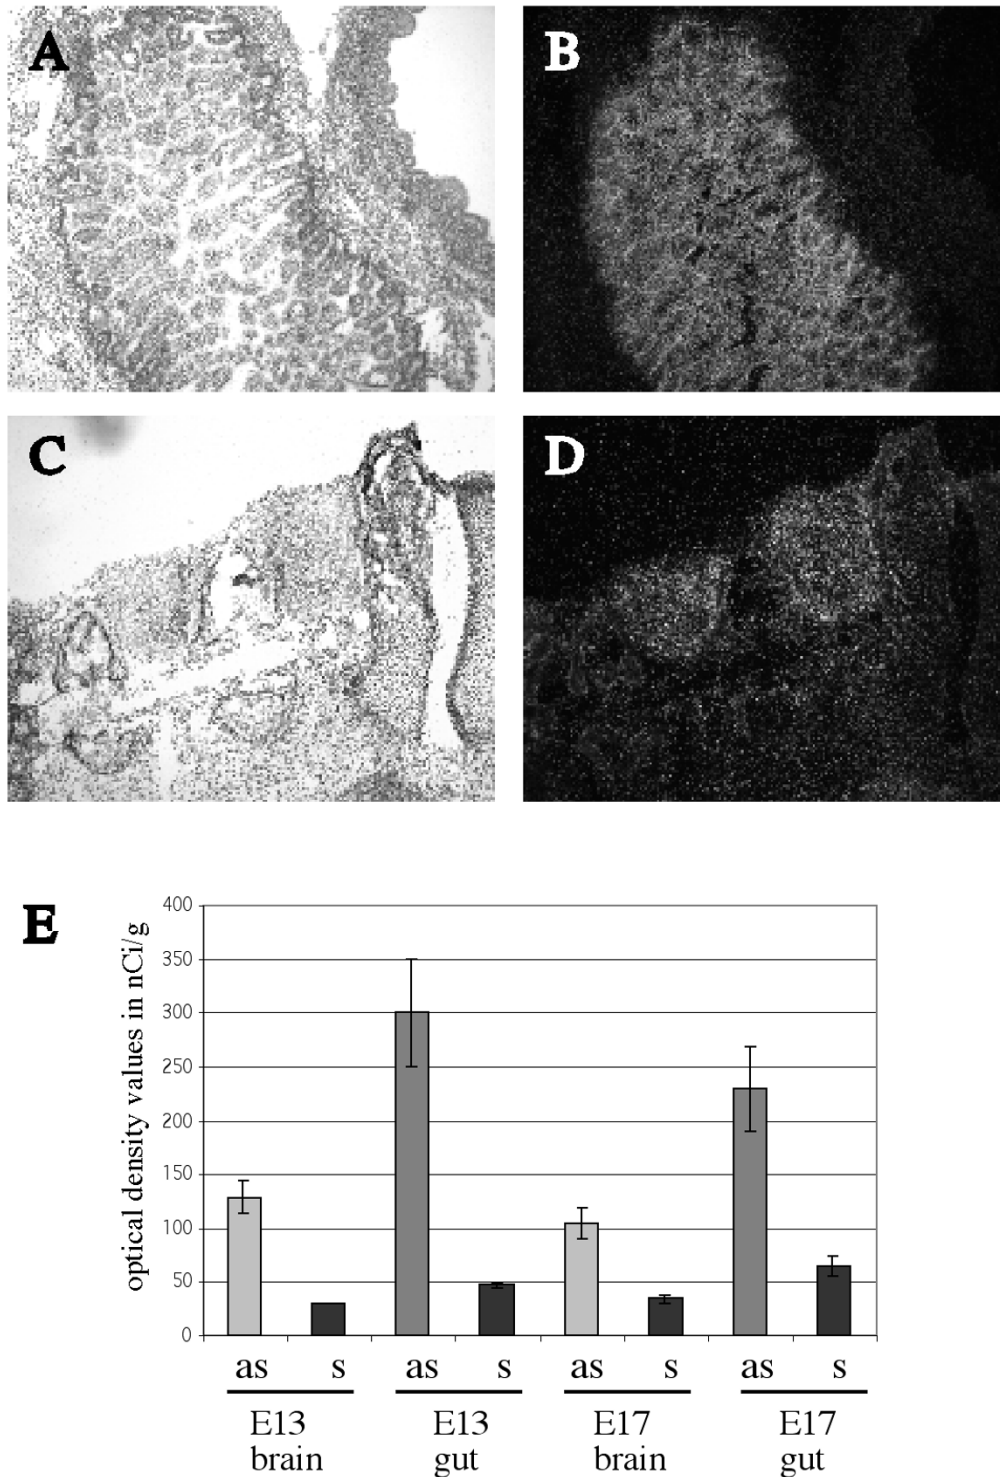 A
B
C
D
E
optical density values in nCi/g
400
350
300
250
200
150
100
50
0
as s as s as s as s
E13 brain
E13 gut
E17 brain
E17 gut